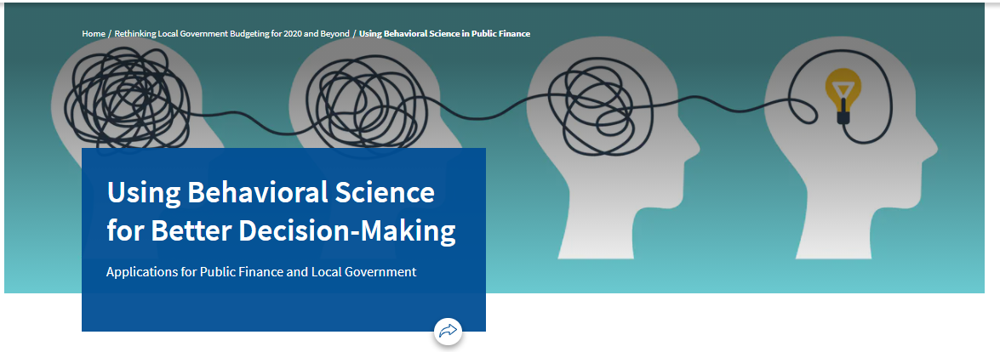 Home / Rethinking Local Government Budgeting for 2020 and Beyond / Using Behavioral Science in Public Finance
Using Behavioral Science
for Better Decision-Making
Applications for Public Finance and Local Government